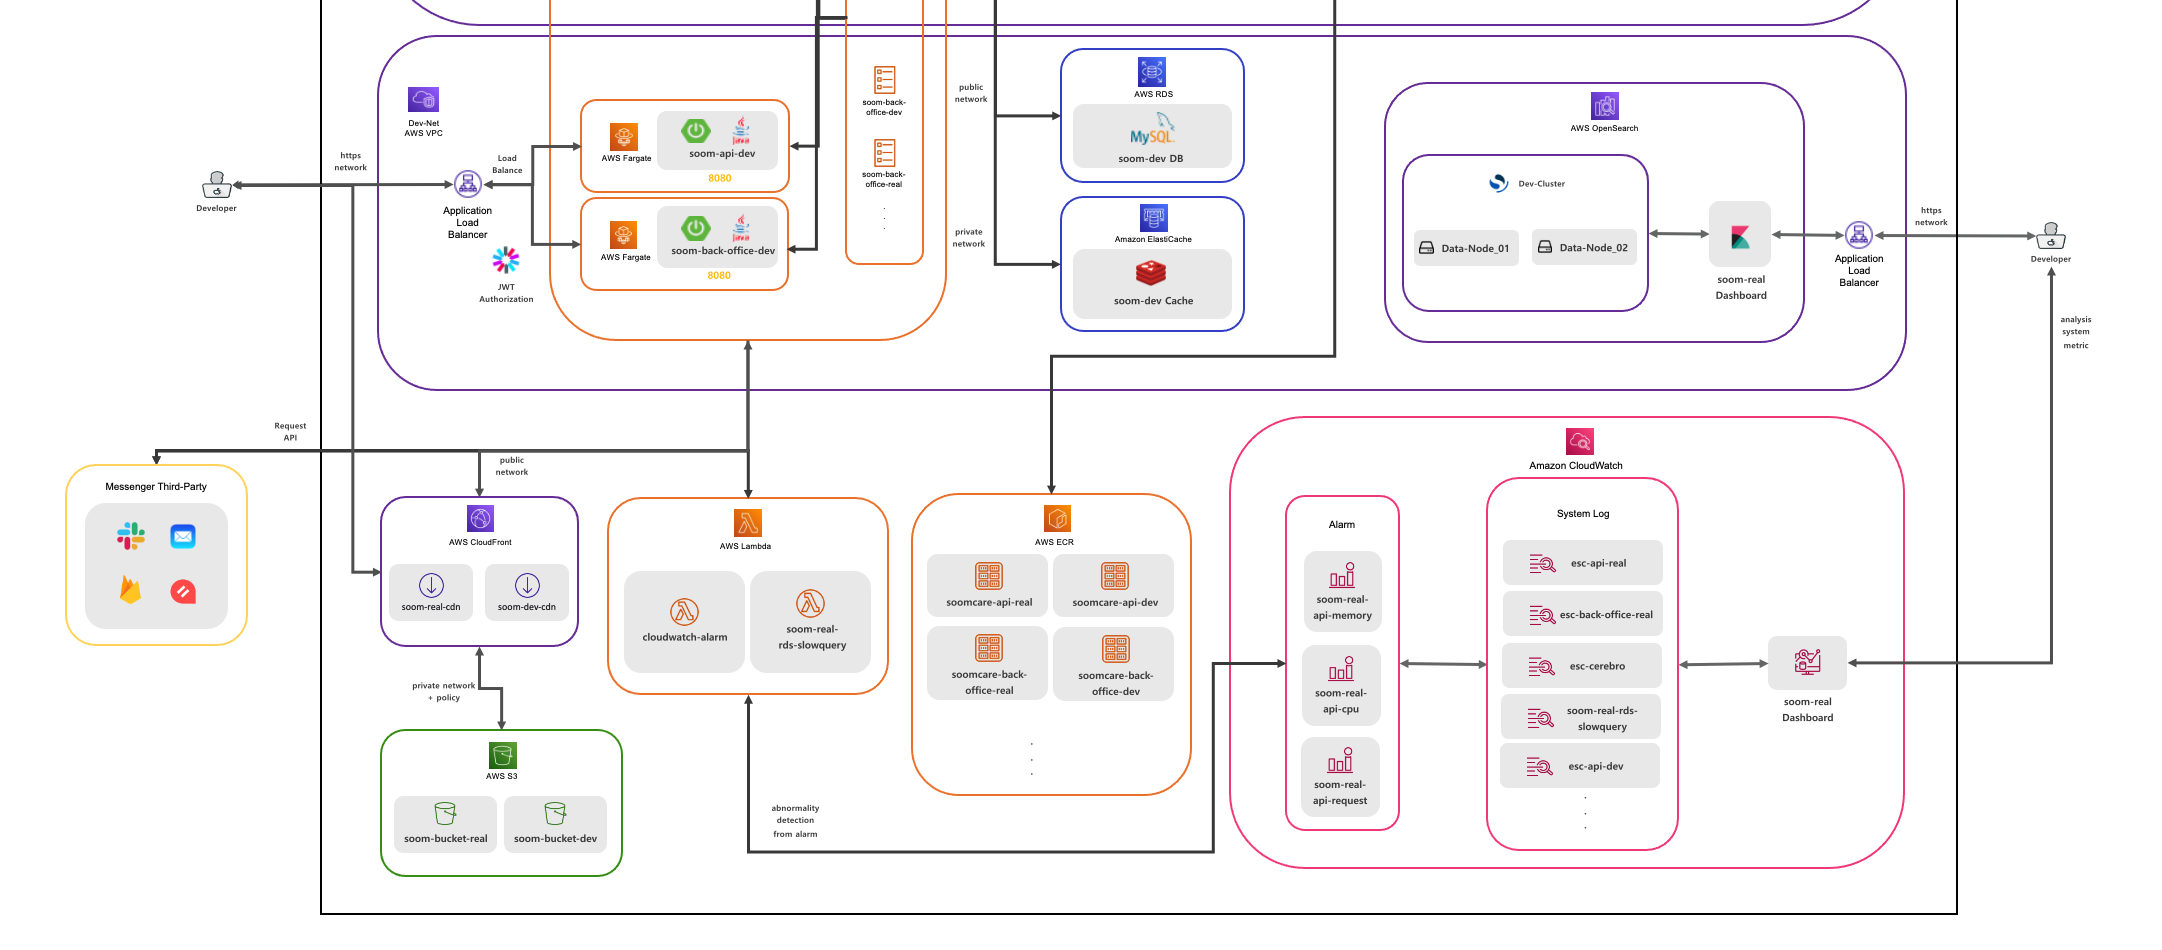 Dev-Net
AWS VPC
https
network
Developer
Load
Balance
Application
Load
Balancer
JWT
Authorization
AWS Fargate
Java
soom-api-dev
8080
AWS Fargate
Java
soom-back-office-dev
8080
soom-back-
office-dev
soom-back-
office-real
.
.
.
public
network
private
network
AWS RDS
MySQL
soom-dev DB
Amazon ElastiCache
soom-dev Cache
AWS OpenSearch
Dev-Cluster
Data-Node_01
Data-Node_02
soom-real
Dashboard
Application
Load
Balancer
https
network
Developer
analysis
system
metric
Request
API
Messenger Third-Party
public
network
AWS CloudFront
soom-real-cdn
soom-dev-cdn
private network
+ policy
AWS S3
soom-bucket-real
soom-bucket-dev
AWS Lambda
cloudwatch-alarm
soom-real-
rds-slowquery
abnormality
detection
from alarm
AWS ECR
soomcare-api-real
soomcare-api-dev
soomcare-back-
office-real
soomcare-back-
office-dev
.
.
.
Amazon CloudWatch
Alarm
soom-real-
api-memory
soom-real-
api-cpu
soom-real-
api-request
System Log
esc-api-real
esc-back-office-real
esc-cerebro
soom-real-rds-
slowquery
esc-api-dev
.
.
.
soom-real
Dashboard